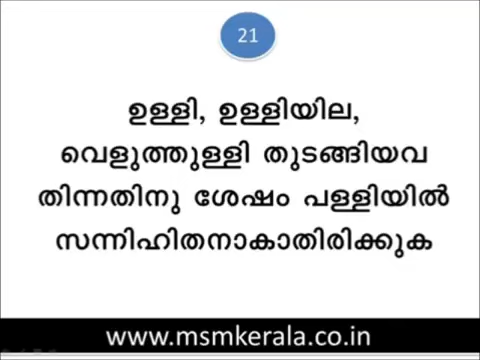 21
ഉള്ളി, ഉള്ളിയില,
വെളുത്തുള്ളി തുടങ്ങിയവ
തിന്നതിനു ശേഷം പള്ളിയിൽ
സന്നിഹിതനാകാതിരിക്കുക
www.msmkerala.co.in